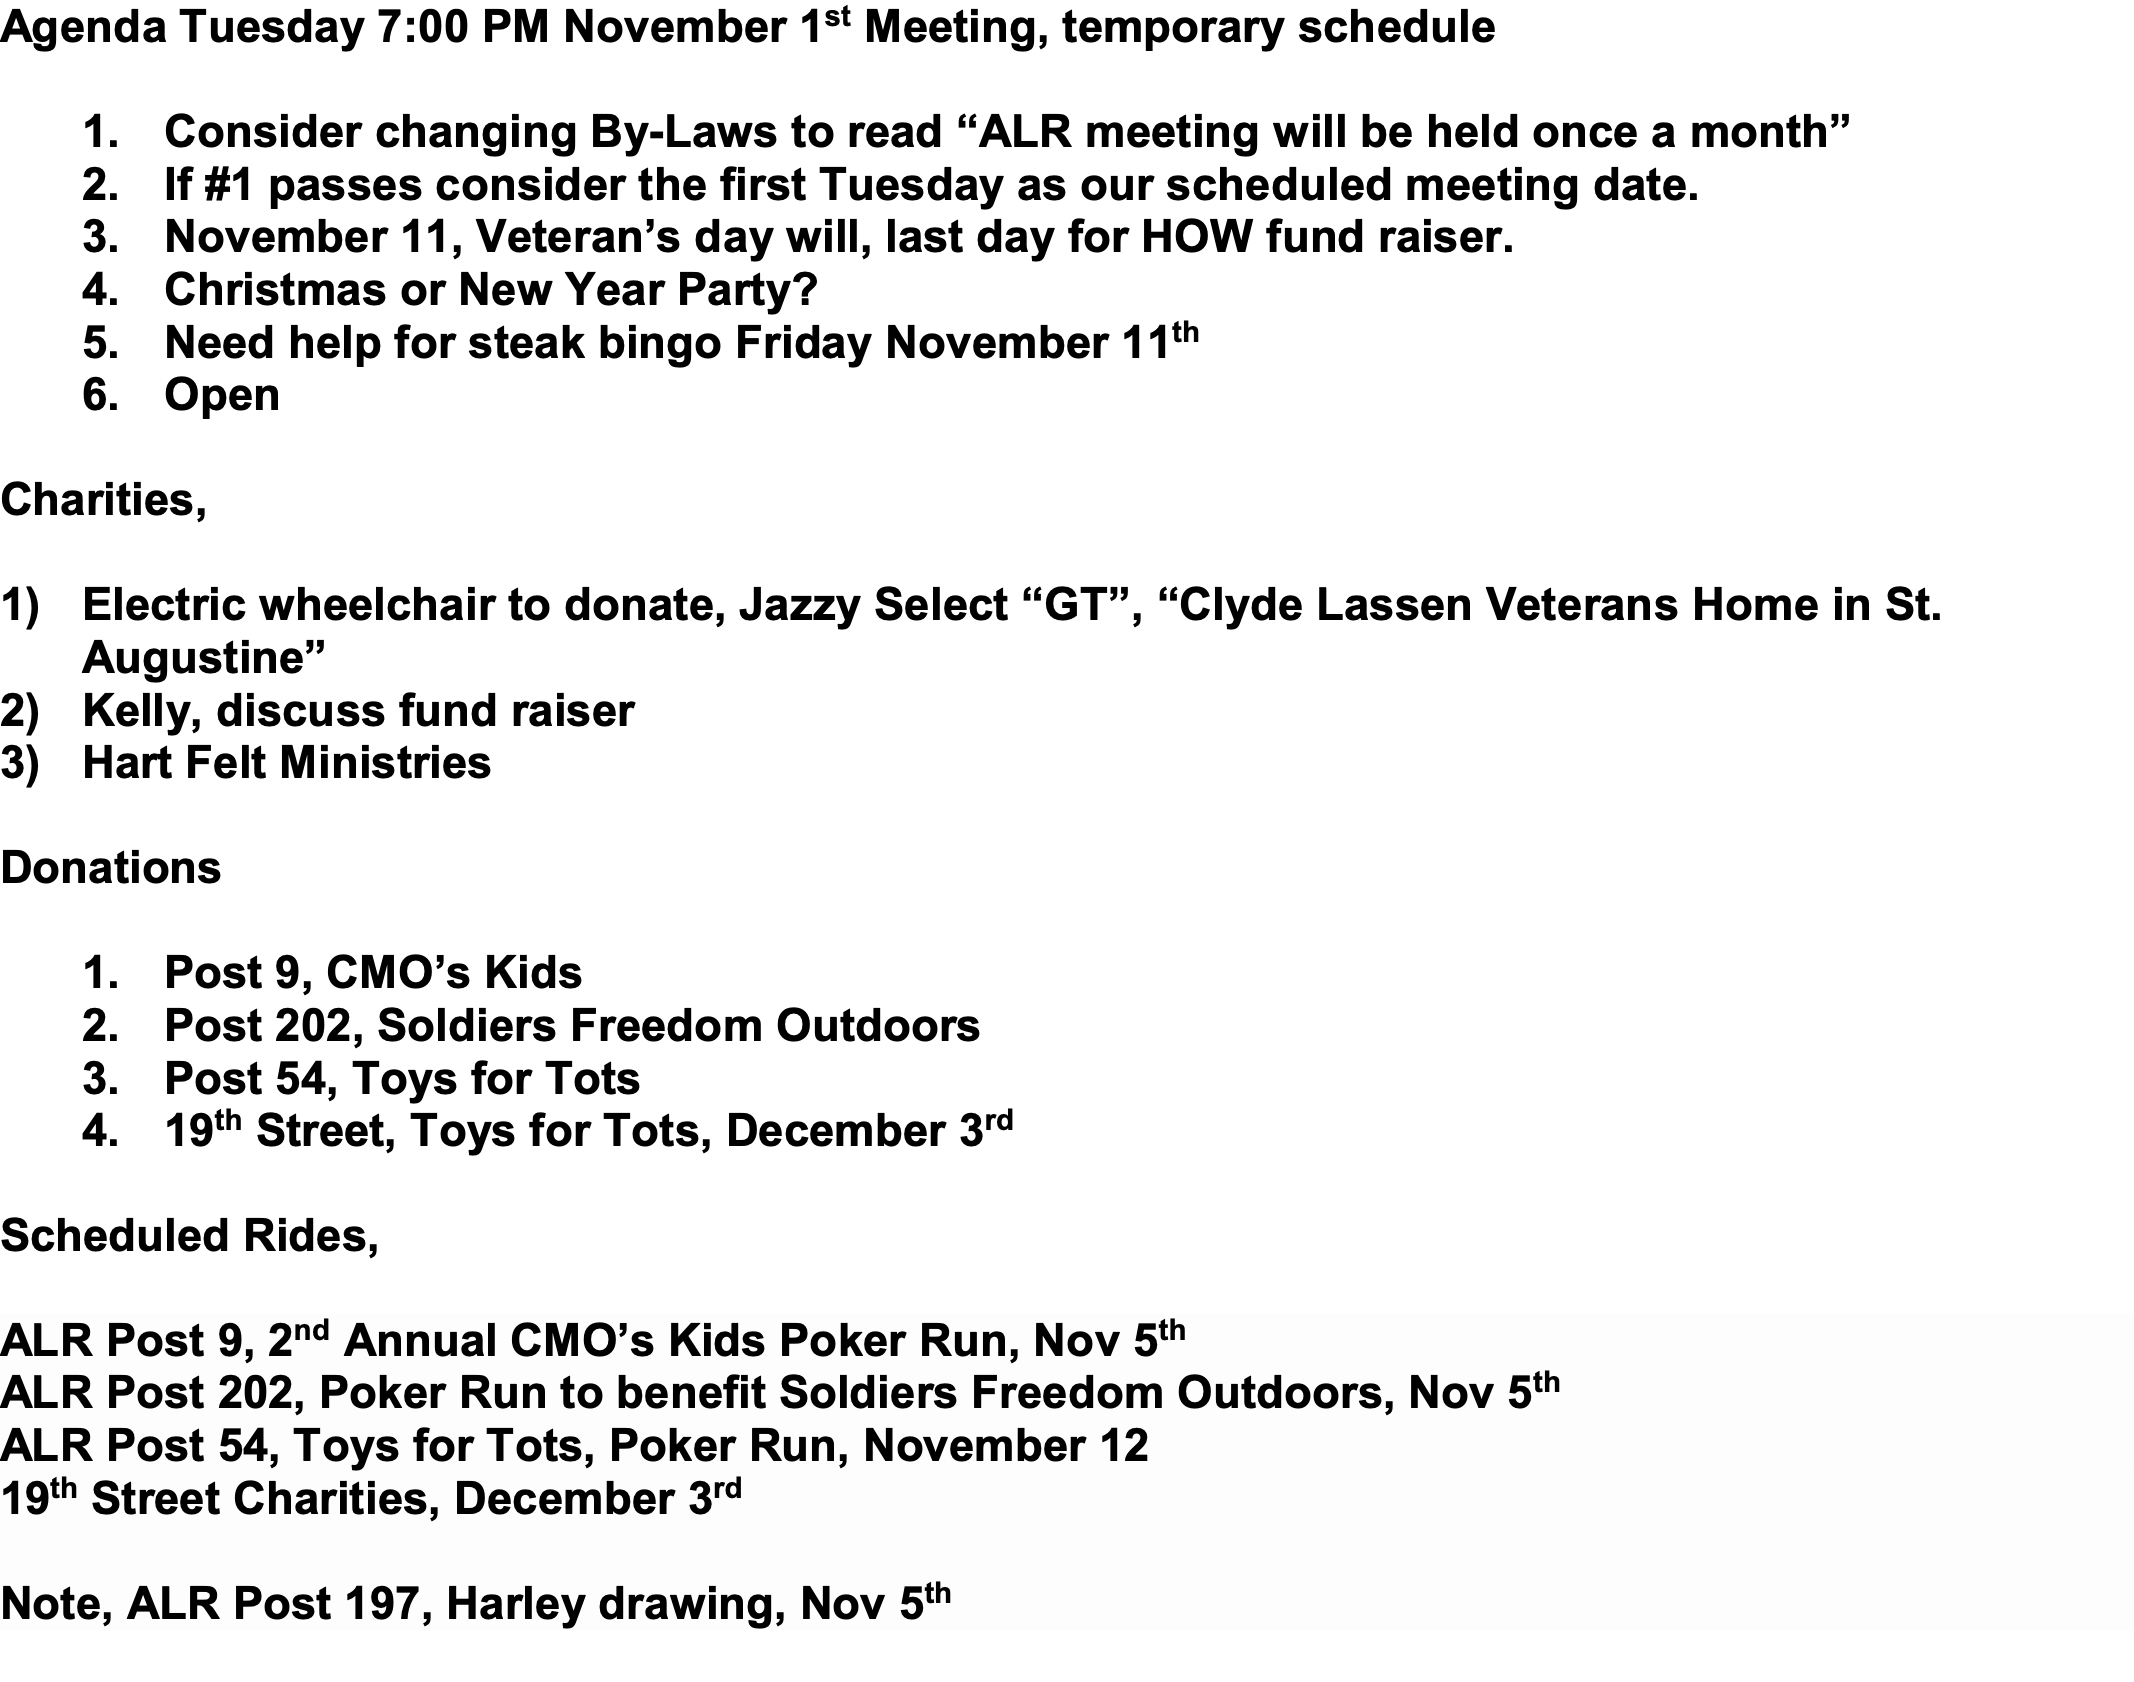 Agenda Tuesday 7:00 PM November 1st Meeting, temporary schedule
1. Consider changing By-Laws to read “ALR meeting will be held once a month”
2. If #1 passes consider the first Tuesday as our scheduled meeting date.
3. November 11, Veteran’s day will, last day for HOW fund raiser.
4. Christmas or New Year Party?
5. Need help for steak bingo Friday November 11th
6. Open
Charities,
1) Electric wheelchair to donate, Jazzy Select “GT”, “Clyde Lassen Veterans Home in St.
Augustine”
2) Kelly, discuss fund raiser
3) Hart Felt Ministries
Donations
1. Post 9, CMO’s Kids
2. Post 202, Soldiers Freedom Outdoors
3. Post 54, Toys for Tots
4. 19th Street, Toys for Tots, December 3rd
Scheduled Rides,
ALR Post 9, 2nd Annual CMO’s Kids Poker Run, Nov 5th
ALR Post 202, Poker Run to benefit Soldiers Freedom Outdoors, Nov 5th
ALR Post 54, Toys for Tots, Poker Run, November 12
19th Street Charities, December 3rd
Note, ALR Post 197, Harley drawing, Nov 5th